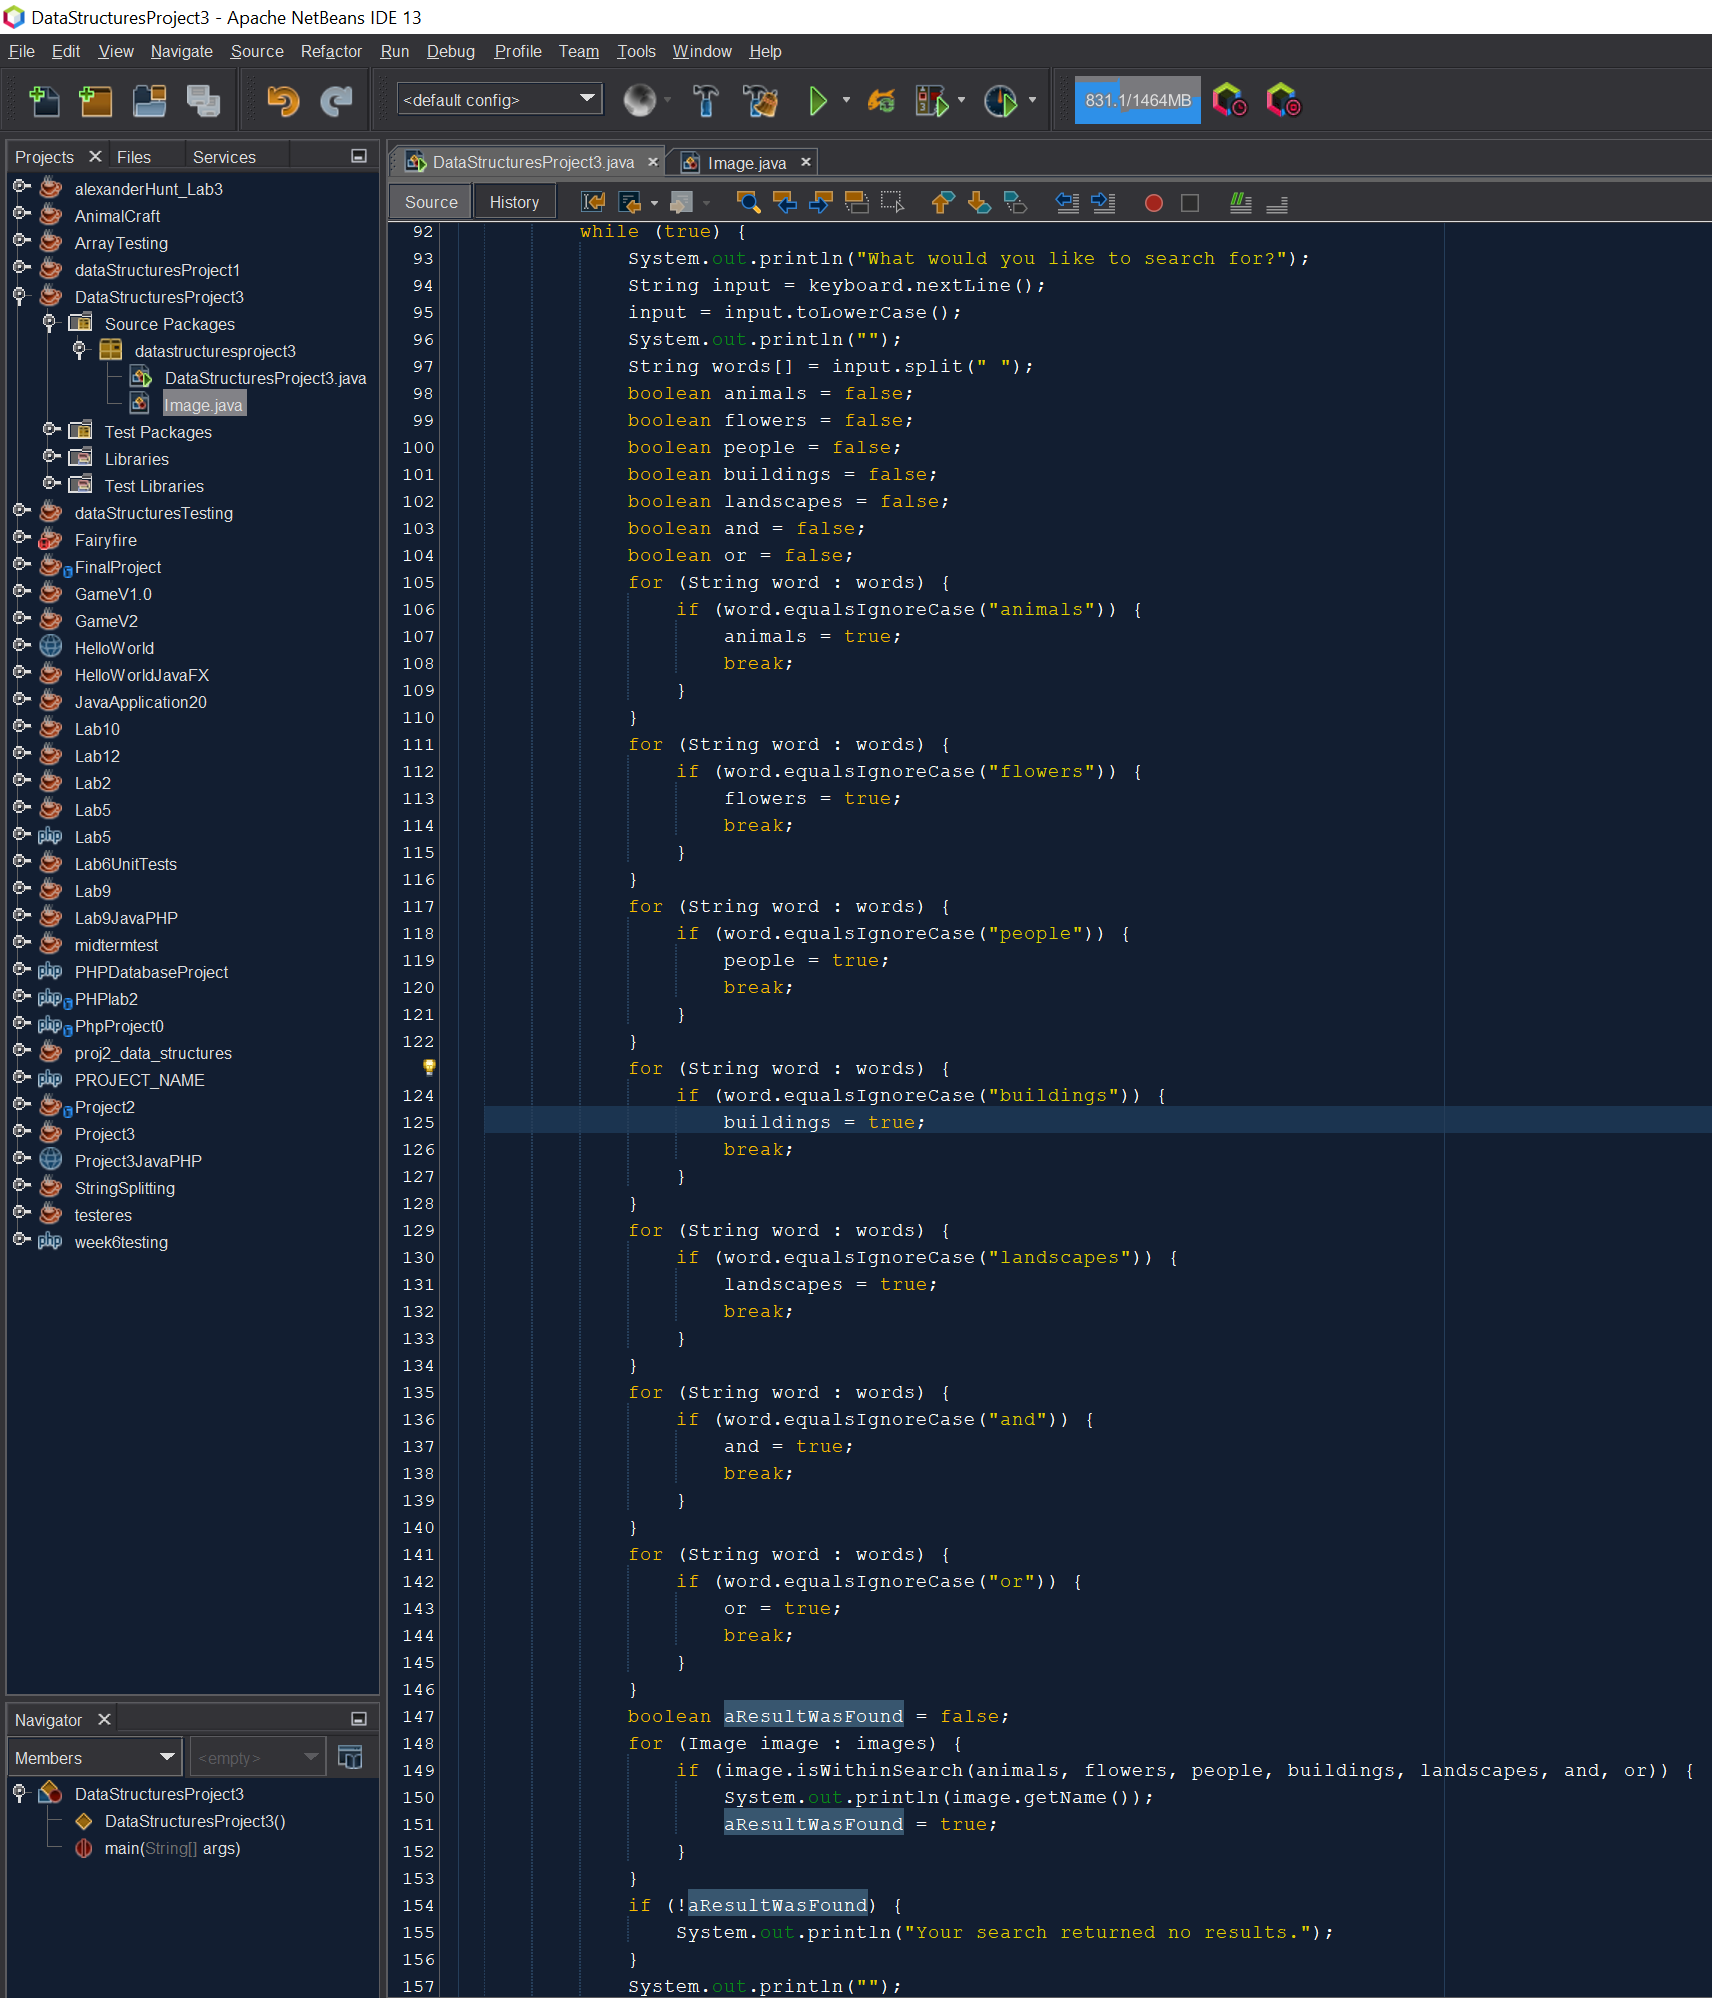 DataStructuresProject3 - Apache NetBeans IDE 13
File Edit View Navigate Source Refactor Run Debug Profile Team Tools Window Help
<default config>
831.1/1464MB
Projects Files Services
alexanderHunt_Lab3
AnimalCraft
ArrayTesting
dataStructuresProject1
DataStructuresProject3
Source Packages
datastructuresproject3
DataStructuresProject3.java
Image.java
Test Packages
Libraries
Test Libraries
dataStructuresTesting
Fairyfire
FinalProject
GameV1.0
GameV2
HelloWorld
HelloWorldJavaFX
JavaApplication20
Lab10
Lab12
Lab2
Lab5
php Lab5
Lab6UnitTests
Lab9
Lab9JavaPHP
midtermtest
php PHPDatabaseProject
php PHPlab2
php PhpProject0
proj2_data_structures
php PROJECT_NAME
Project2
Project3
Project3JavaPHP
StringSplitting
testeres
php week6testing
Navigator
Members <empty>
DataStructuresProject3
DataStructuresProject3()
main(String[] args)
DataStructuresProject3.java Image.java
Source History
92 while (true) {
93 System.out.println("What would you like to search for?");
94 String input = keyboard.nextLine();
95 input = input.toLowerCase();
96 System.out.println("");
97 String words[] = input.split(" ");
98 boolean animals = false;
99 boolean flowers = false;
100 boolean people = false;
101 boolean buildings = false;
102 boolean landscapes = false;
103 boolean and = false;
104 boolean or = false;
105 for (String word : words) {
106 if (word.equalsIgnoreCase("animals")) {
107 animals = true;
108 break;
109 }
110 }
111 for (String word : words) {
112 if (word.equalsIgnoreCase("flowers")) {
113 flowers = true;
114 break;
115 }
116 }
117 for (String word : words) {
118 if (word.equalsIgnoreCase("people")) {
119 people = true;
120 break;
121 }
122 }
for (String word : words) {
124 if (word.equalsIgnoreCase("buildings")) {
125 buildings = true;
126 break;
127 }
128 }
129 for (String word : words) {
130 if (word.equalsIgnoreCase("landscapes")) {
131 landscapes = true;
132 break;
133 }
134 }
135 for (String word : words) {
136 if (word.equalsIgnoreCase("and")) {
137 and = true;
138 break;
139 }
140 }
141 for (String word : words) {
142 if (word.equalsIgnoreCase("or")) {
143 or = true;
144 break;
145 }
146 }
147 boolean aResultWasFound = false;
148 for (Image image : images) {
149 if (image.isWithinSearch(animals, flowers, people, buildings, landscapes, and, or)) {
150 System.out.println(image.getName());
151 aResultWasFound = true;
152 }
153 }
154 if (!aResultWasFound) {
155 System.out.println("Your search returned no results.");
156 }
157 System.out.println("");